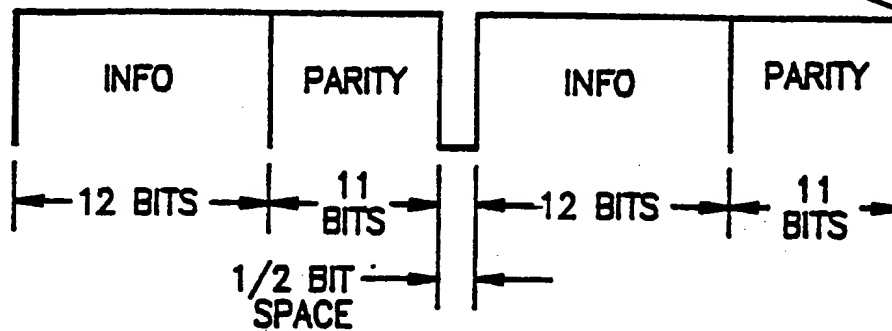 INFO PARITY INFO PARITY
12 BITS 11 BITS 12 BITS 11 BITS
1/2 BIT SPACE